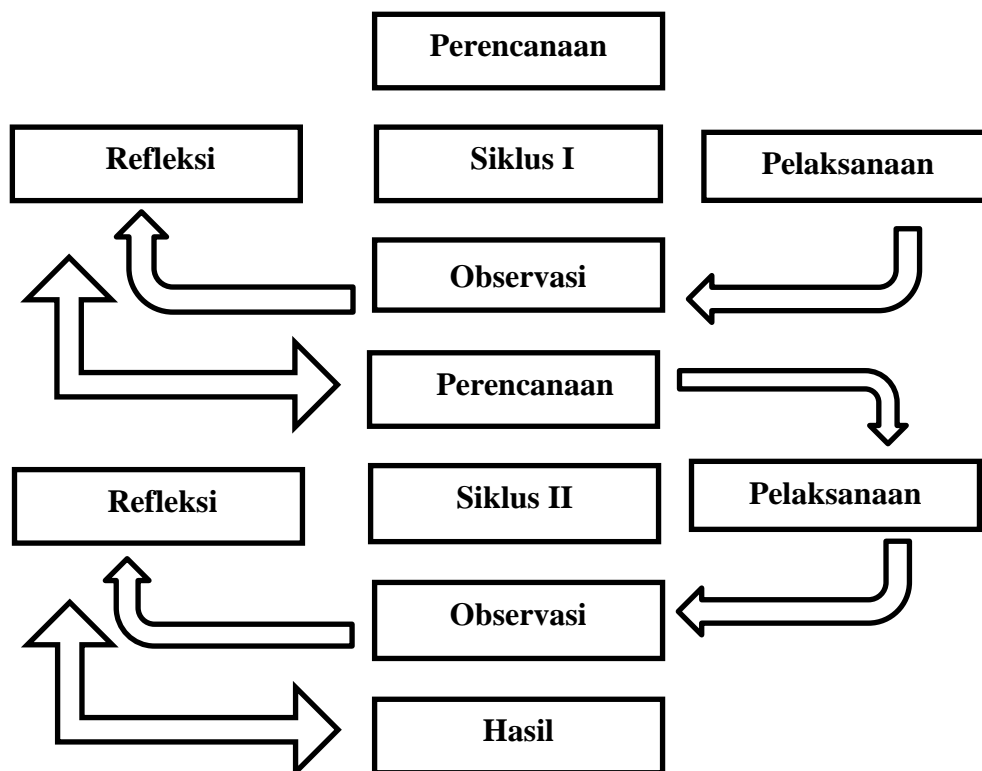 Perencanaan
Refleksi
Siklus I
Pelaksanaan
Observasi
Perencanaan
Refleksi
Siklus II
Pelaksanaan
Observasi
Hasil